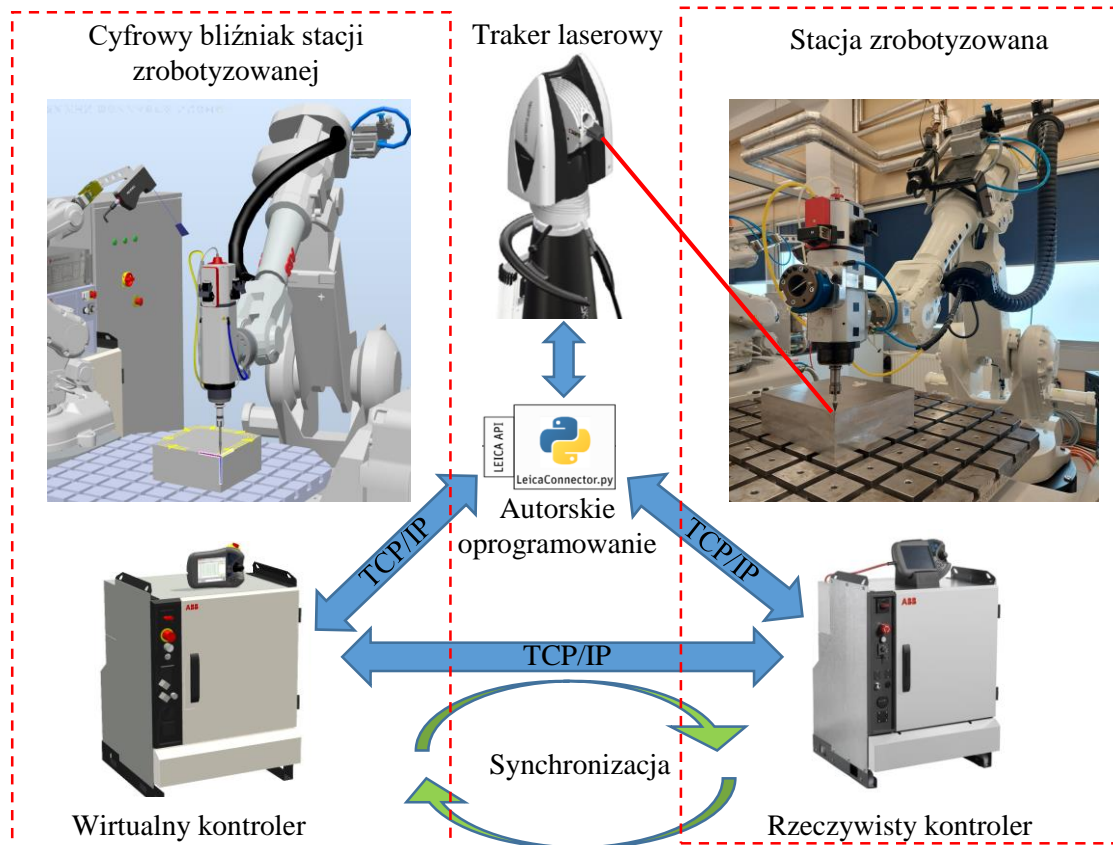 Cyfrowy bliźniak stacji
zrobotyzowanej
Traker laserowy
Stacja zrobotyzowana
LEICA API
LeicaConnector.py
Autorskie
oprogramowanie
TCP/IP
TCP/IP
TCP/IP
ABB
ABB
Synchronizacja
Wirtualny kontroler
Rzeczywisty kontroler